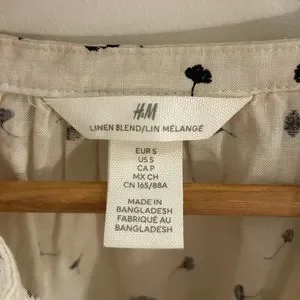 H&M
LINEN BLEND/LIN MÉLANGÉ
EUR S
US S
CA P
MX CH
CN 165/88A
MADE IN
BANGLADESH
FABRIQUÉ AU
BANGLADESH